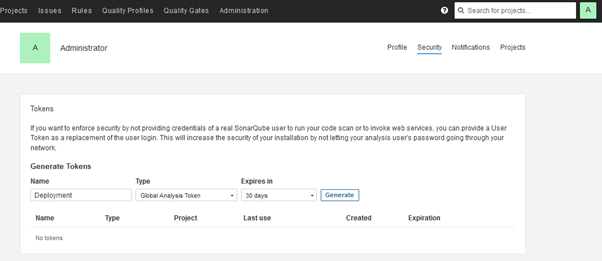 Projects Issues Rules Quality Profiles Quality Gates Administration ? Search for projects... A
A Administrator Profile Security Notifications Projects
Tokens
If you want to enforce security by not providing credentials of a real SonarQube user to run your code scan or to invoke web services, you can provide a User
Token as a replacement of the user login. This will increase the security of your installation by not letting your analysis user's password going through your
network.
Generate Tokens
Name Type Expires in
Deployment Global Analysis Token 30 days Generate
Name Type Project Last use Created Expiration
No tokens